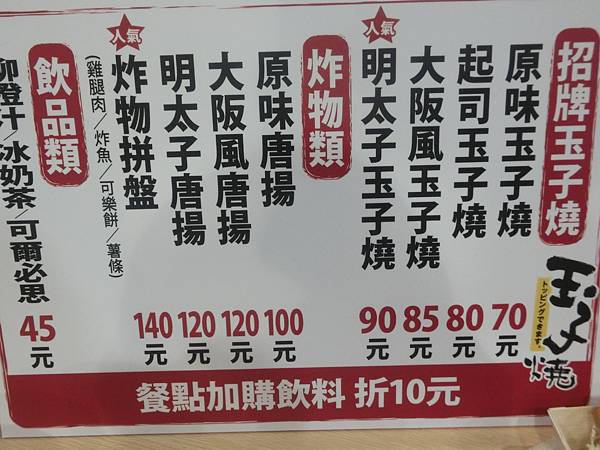 招牌玉子燒
原味玉子燒 70元
起司玉子燒 80元
大阪風玉子燒 85元
人氣
明太子玉子燒 90元
炸物類
原味唐揚 100元
大阪風唐揚 120元
明太子唐揚 120元
人氣
炸物拼盤 140元
(雞腿肉/炸魚/可樂餅/薯條)
飲品類
柳橙汁/冰奶茶/可爾必思 45元
玉子燒
トッピングできます。
餐點加購飲料 折10元